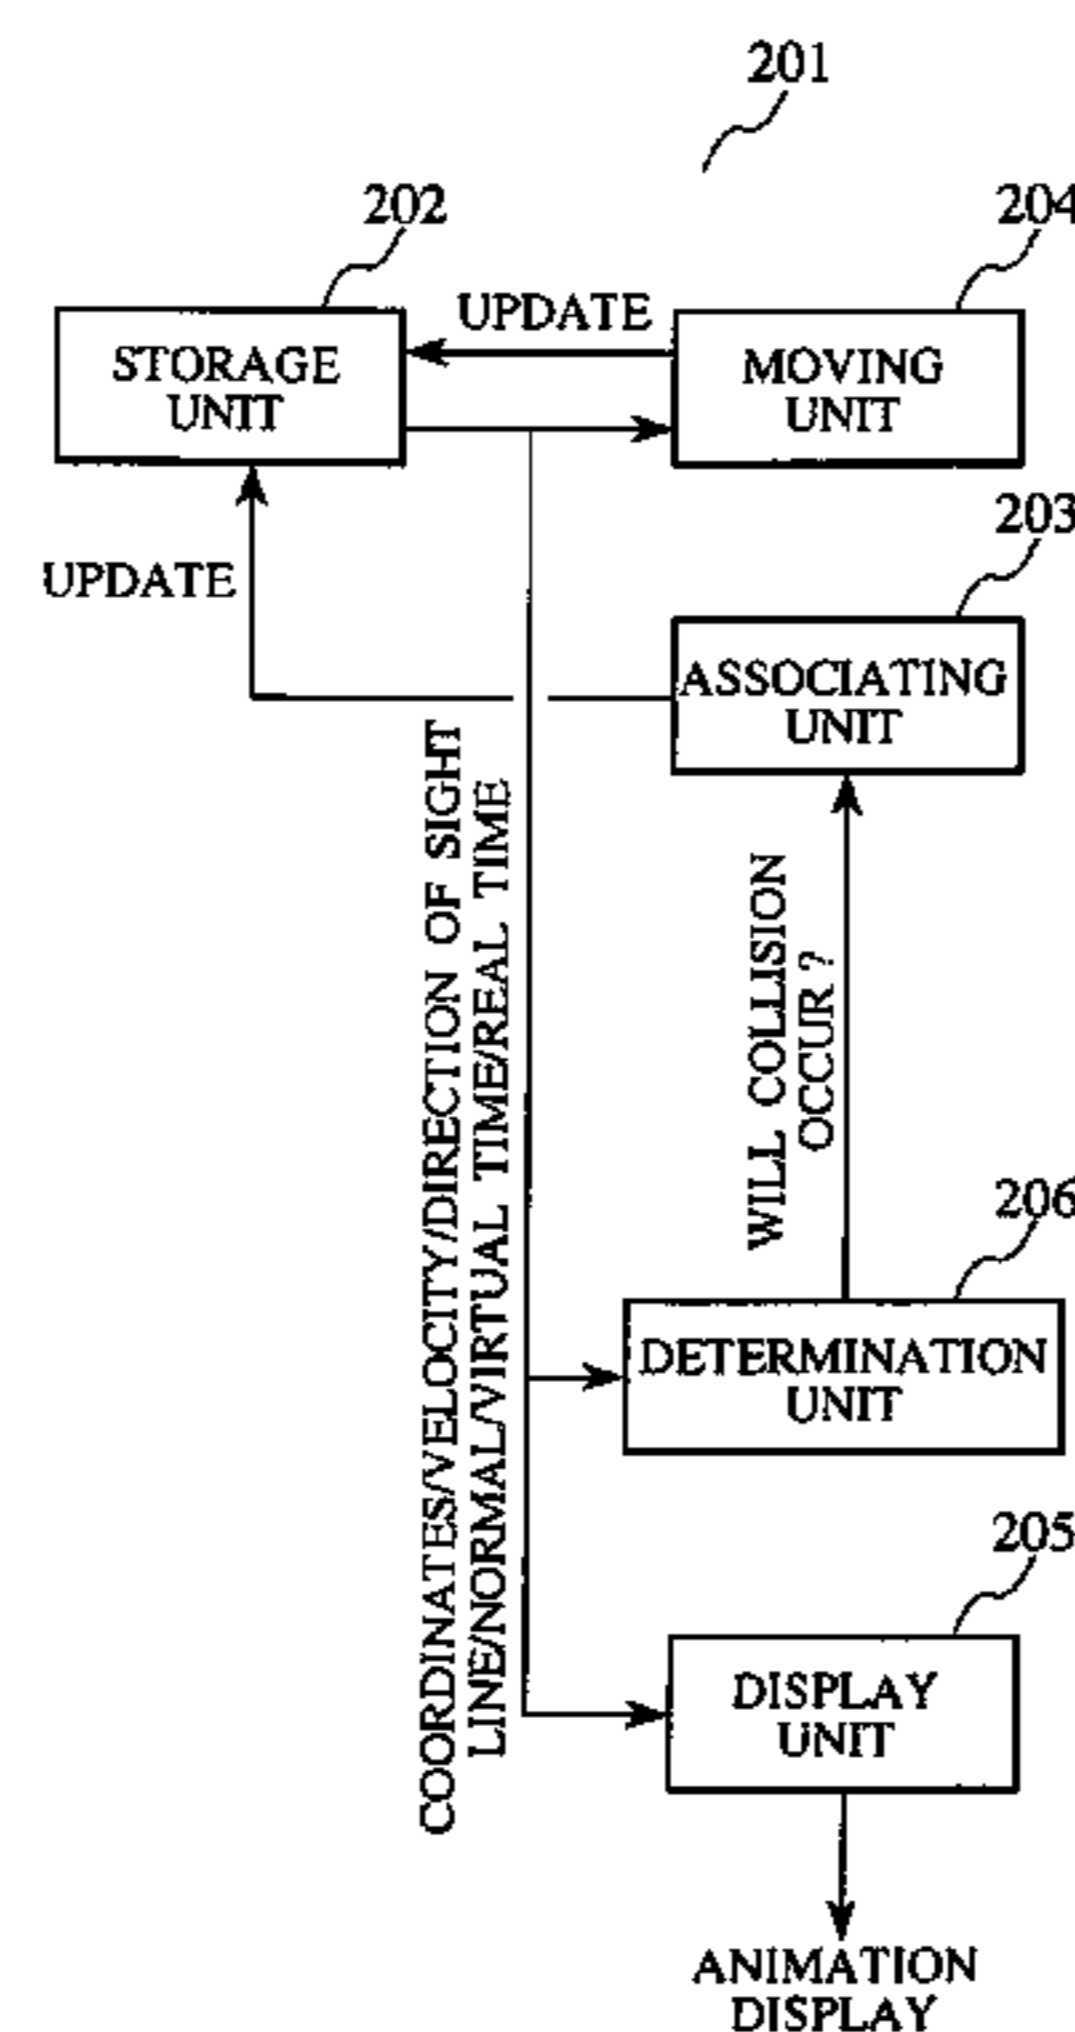 201
202
204
UPDATE
STORAGE
UNIT
MOVING
UNIT
203
UPDATE
ASSOCIATING
UNIT
COORDINATES/VELOCITY/DIRECTION OF SIGHT
LINE/NORMAL/VIRTUAL TIME/REAL TIME
WILL COLLISION
OCCUR ?
206
DETERMINATION
UNIT
205
DISPLAY
UNIT
ANIMATION
DISPLAY